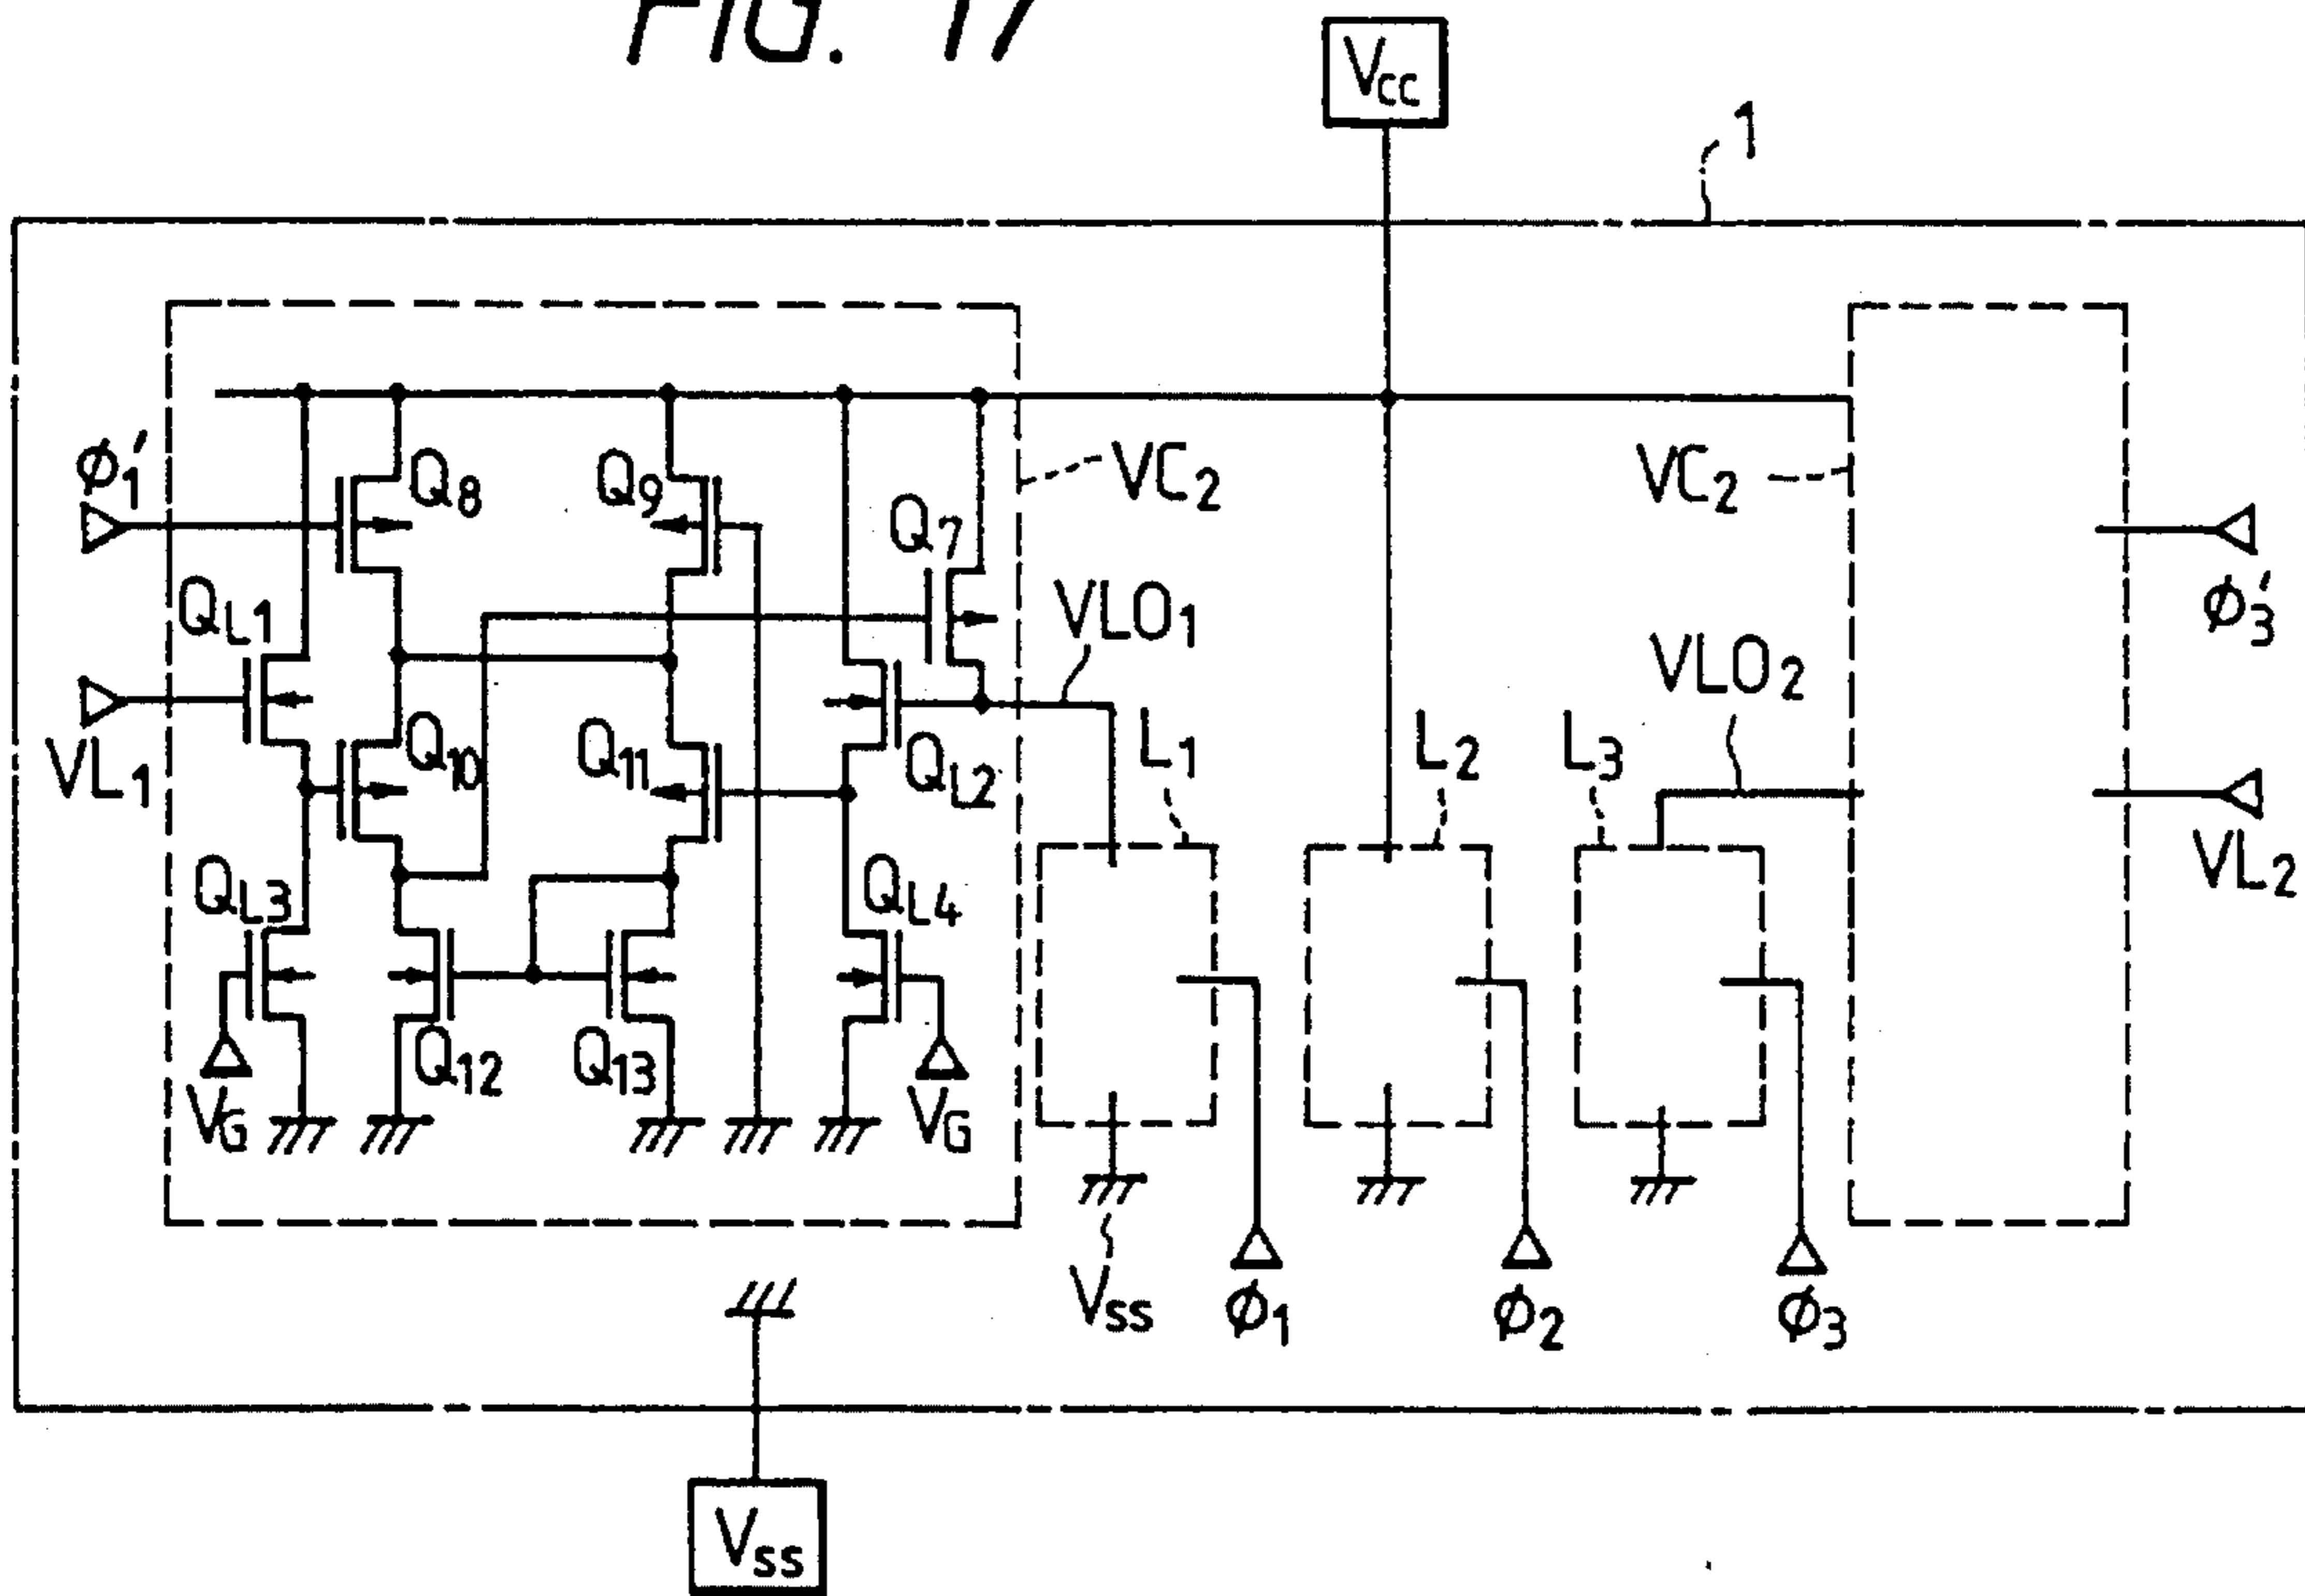 FIG. 17
Vcc
1
ϕ1′
Q8
Q9
VC2
VC2
Q7
QL1
VLO1
ϕ3′
VLO2
VL1
Q10
Q11
QL2
L1
L2
L3
VL2
QL3
QL4
Q12
Q13
VG
VG
Vss
ϕ1
ϕ2
ϕ3
Vss